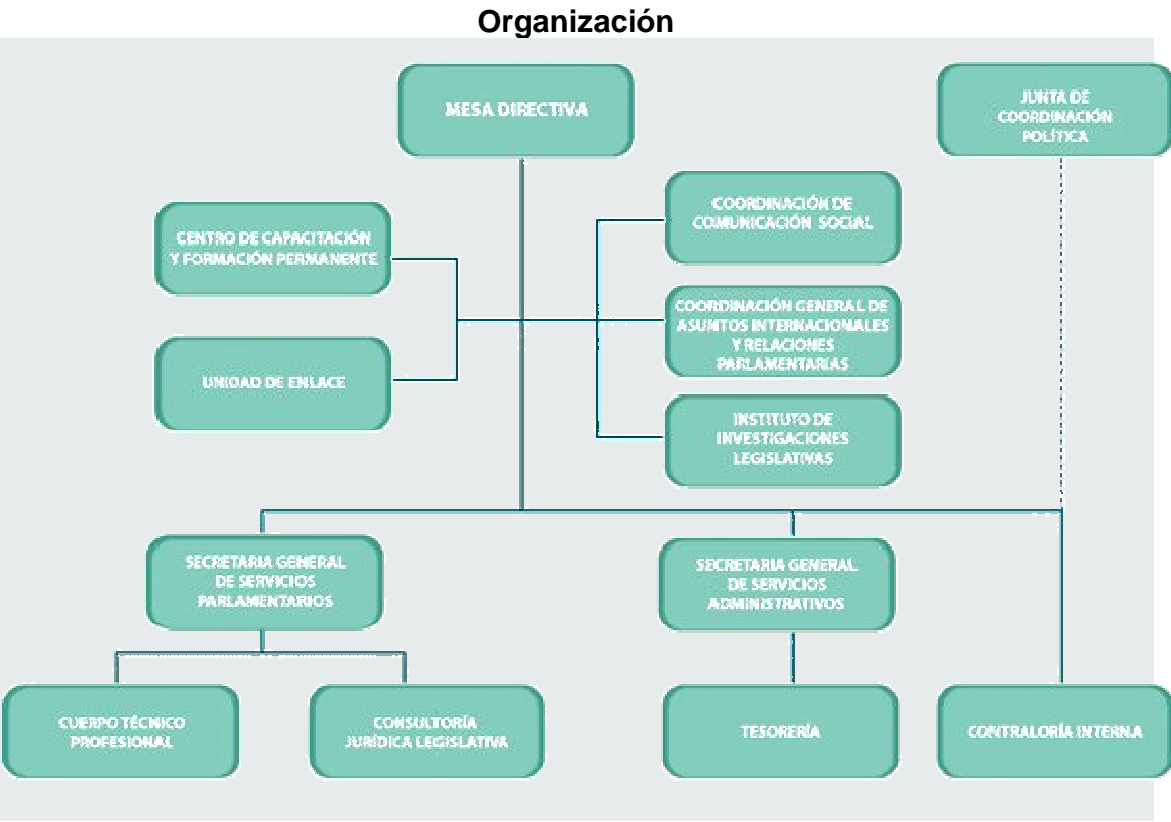 Organización
MESA DIRECTIVA
JUNTA DE
COORDINACIÓN
POLÍTICA
COORDINACIÓN DE
COMUNICACIÓN SOCIAL
CENTRO DE CAPACITACIÓN
Y FORMACIÓN PERMANENTE
COORDINACIÓN GENERAL DE
ASUNTOS INTERNACIONALES
Y RELACIONES
PARLAMENTARIAS
UNIDAD DE ENLACE
INSTITUTO DE
INVESTIGACIONES
LEGISLATIVAS
SECRETARIA GENERAL
DE SERVICIOS
PARLAMENTARIOS
SECRETARIA GENERAL
DE SERVICIOS
ADMINISTRATIVOS
CUERPO TÉCNICO
PROFESIONAL
CONSULTORÍA
JURÍDICA LEGISLATIVA
TESORERÍA
CONTRALORÍA INTERNA